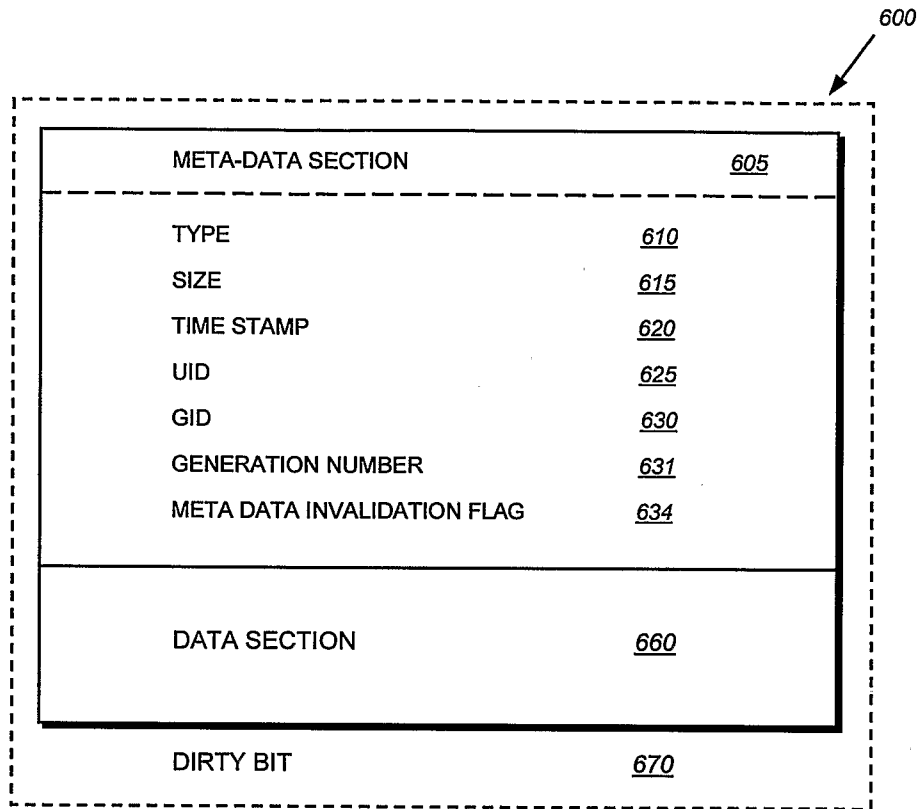 600
META-DATA SECTION 605
TYPE 610
SIZE 615
TIME STAMP 620
UID 625
GID 630
GENERATION NUMBER 631
META DATA INVALIDATION FLAG 634
DATA SECTION 660
DIRTY BIT 670